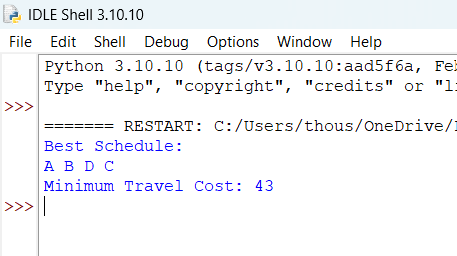 IDLE Shell 3.10.10
File Edit Shell Debug Options Window Help
Python 3.10.10 (tags/v3.10.10:aad5f6a, Fe
Type "help", "copyright", "credits" or "l
>>>
======= RESTART: C:/Users/thous/OneDrive/
Best Schedule:
A B D C
Minimum Travel Cost: 43
>>>